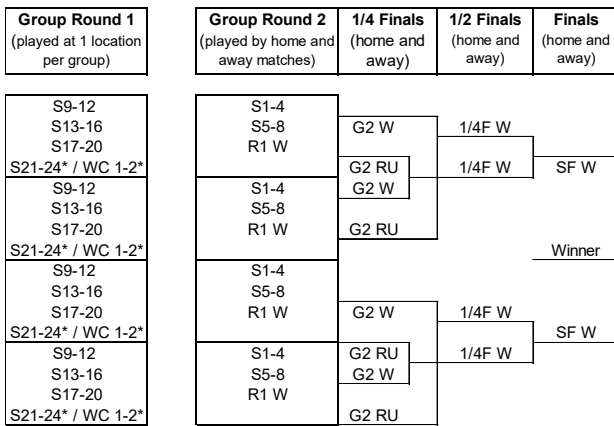 Group Round 1 Group Round 2 1/4 Finals 1/2 Finals Finals
(played at 1 location (played by home and (home and (home and (home and
per group) away matches) away) away) away)
S9-12 S1-4
S13-16 S5-8 G2 W 1/4F W
S17-20 R1 W
S21-24* / WC 1-2* G2 RU 1/4F W SF W
S9-12 S1-4 G2 W
S13-16 S5-8
S17-20 R1 W G2 RU
S21-24* / WC 1-2* Winner
S9-12 S1-4
S13-16 S5-8
S17-20 R1 W G2 W 1/4F W
S21-24* / WC 1-2* SF W
S9-12 S1-4 G2 RU 1/4F W
S13-16 S5-8 G2 W
S17-20 R1 W
S21-24* / WC 1-2* G2 RU